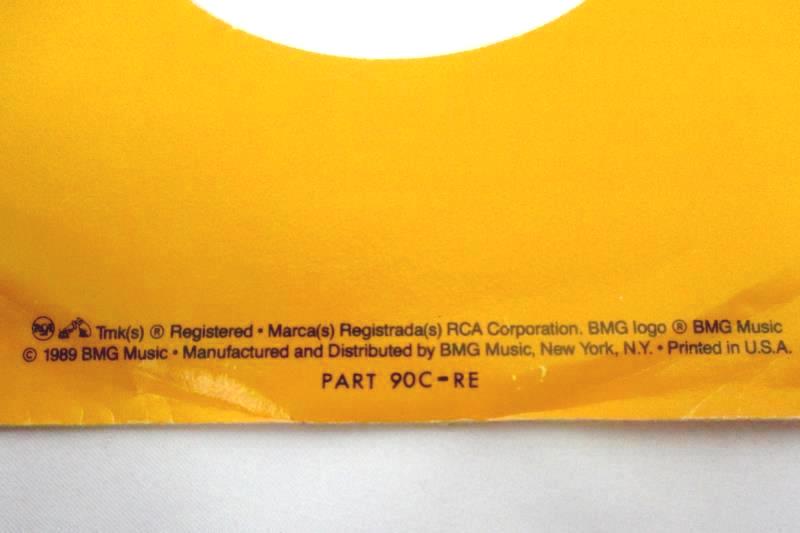 RCA Tmk(s) ® Registered • Marca(s) Registrada(s) RCA Corporation. BMG logo ® BMG Music
© 1989 BMG Music • Manufactured and Distributed by BMG Music, New York, N.Y. • Printed in U.S.A.
PART 90C-RE